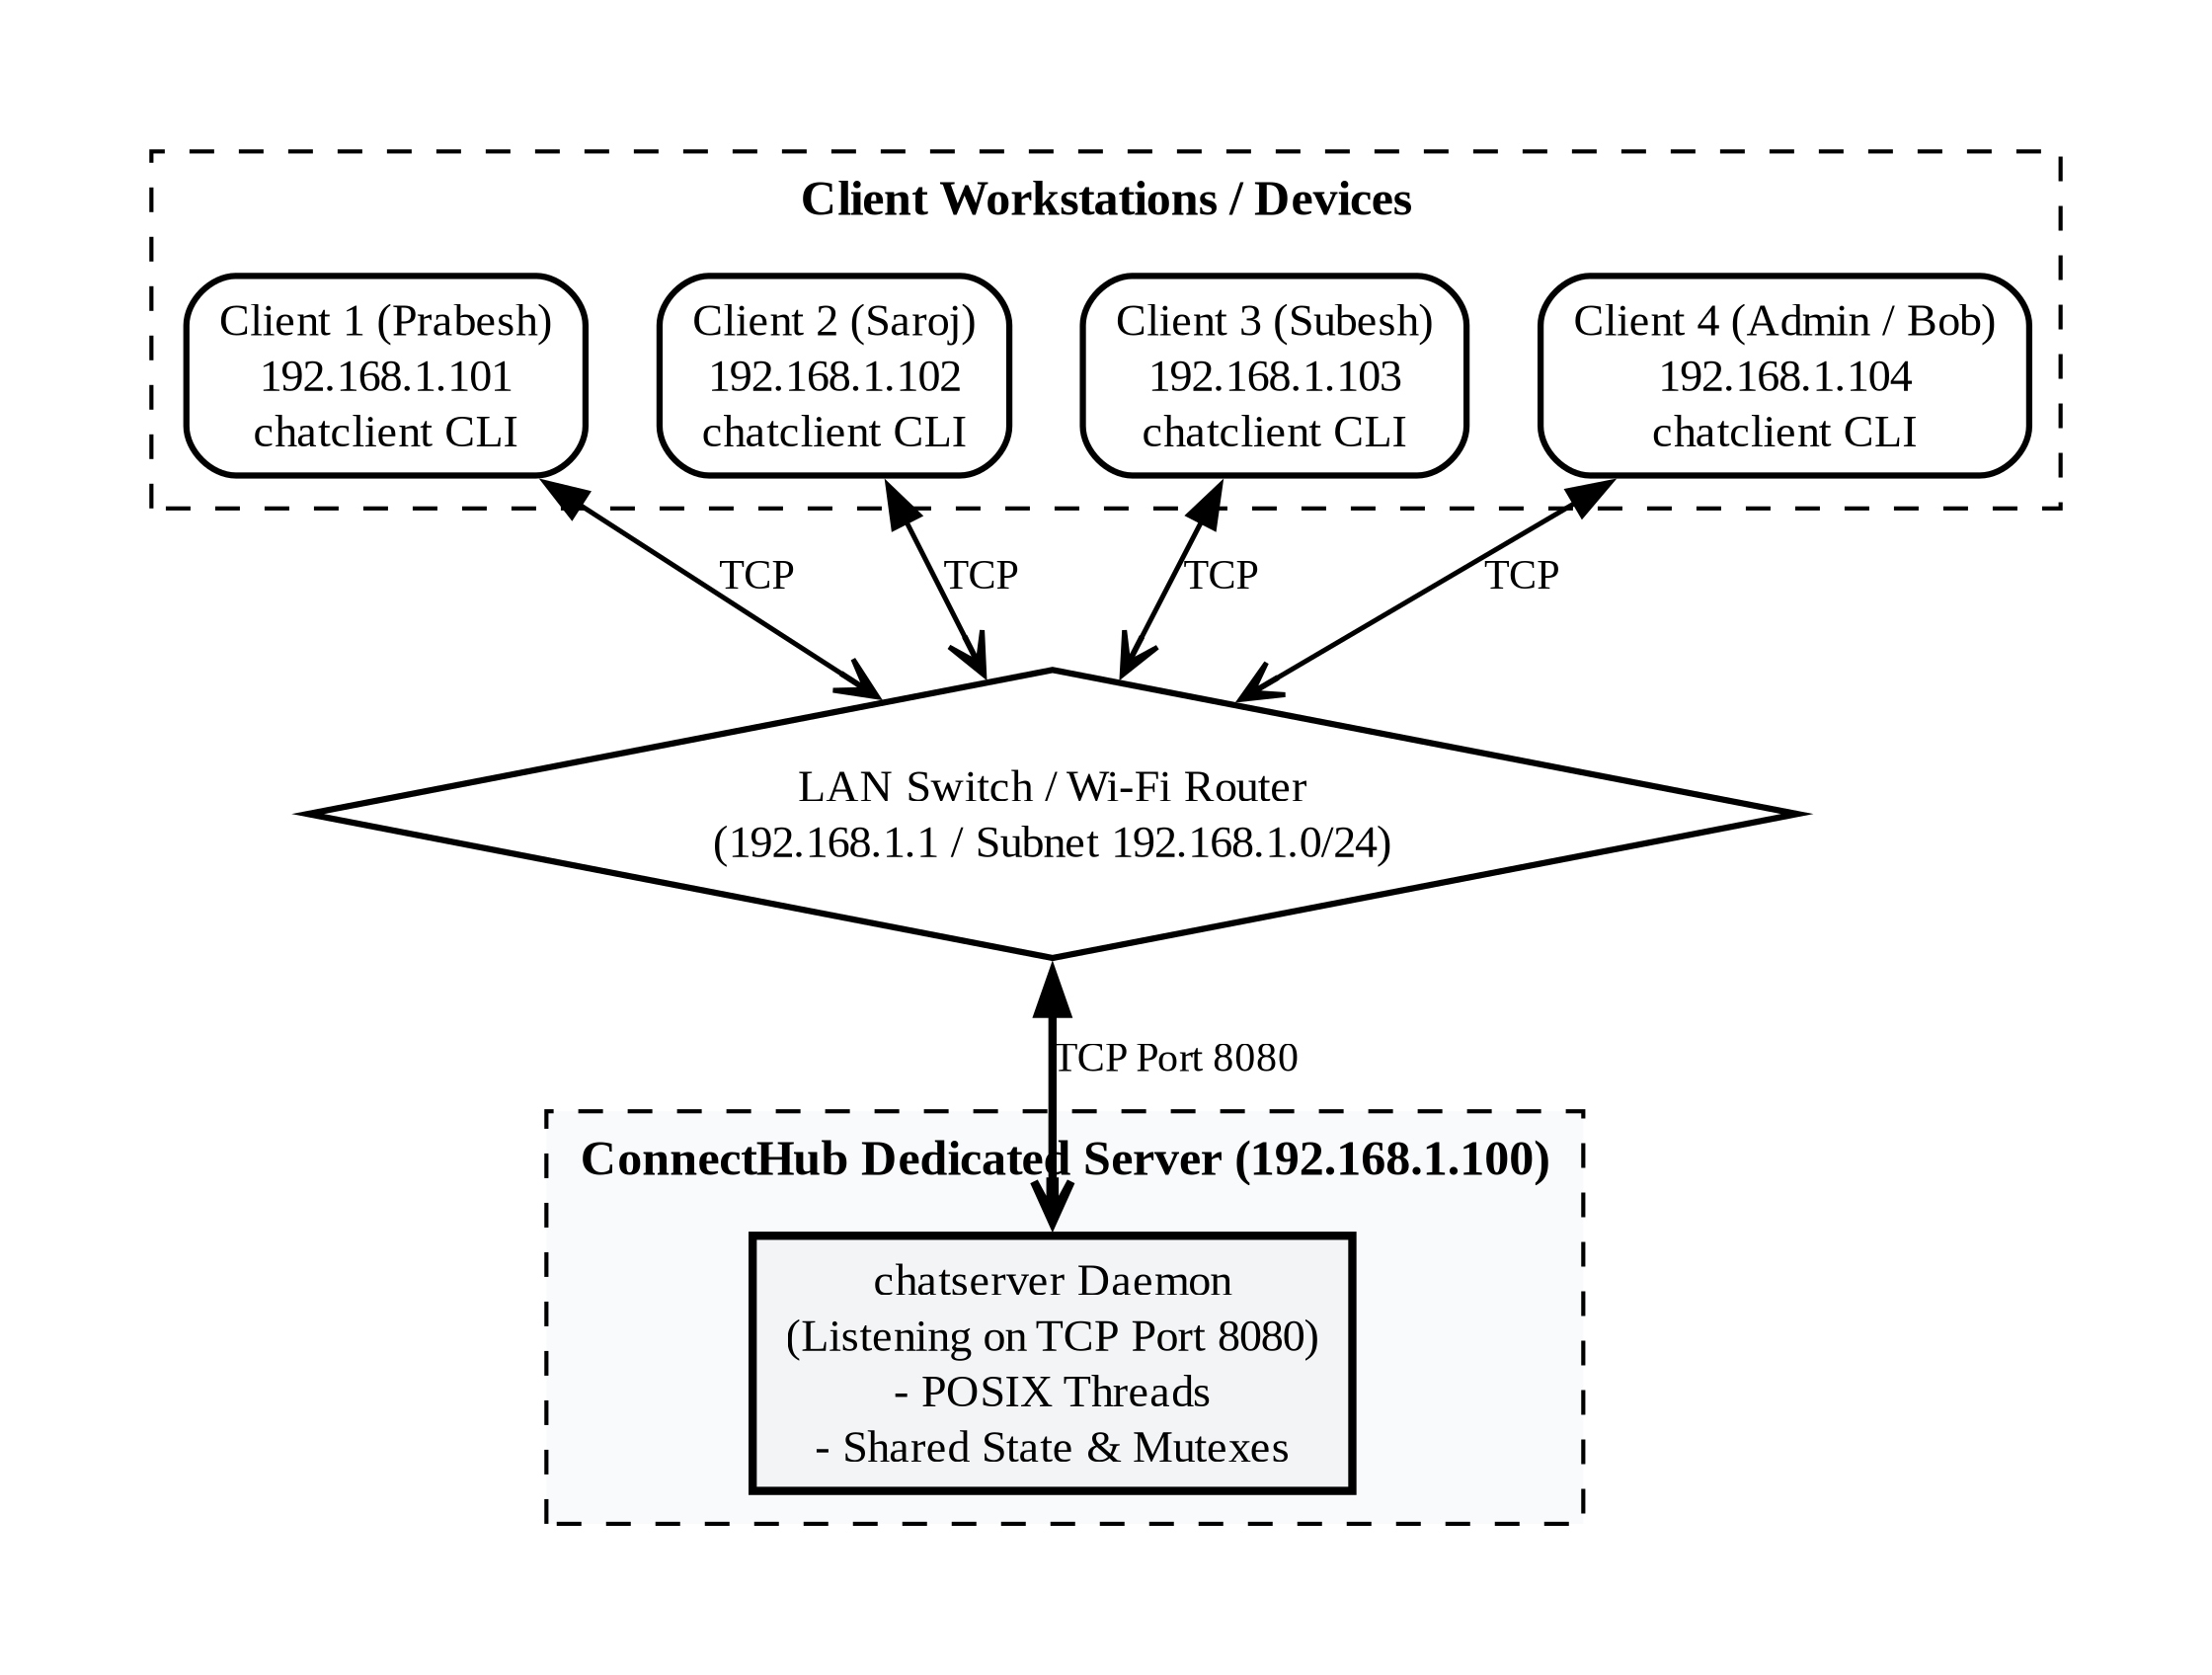 Client Workstations / Devices
Client 1 (Prabesh)
192.168.1.101
chatclient CLI
Client 2 (Saroj)
192.168.1.102
chatclient CLI
Client 3 (Subesh)
192.168.1.103
chatclient CLI
Client 4 (Admin / Bob)
192.168.1.104
chatclient CLI
TCP
TCP
TCP
TCP
LAN Switch / Wi-Fi Router
(192.168.1.1 / Subnet 192.168.1.0/24)
TCP Port 8080
ConnectHub Dedicated Server (192.168.1.100)
chatserver Daemon
(Listening on TCP Port 8080)
- POSIX Threads
- Shared State & Mutexes